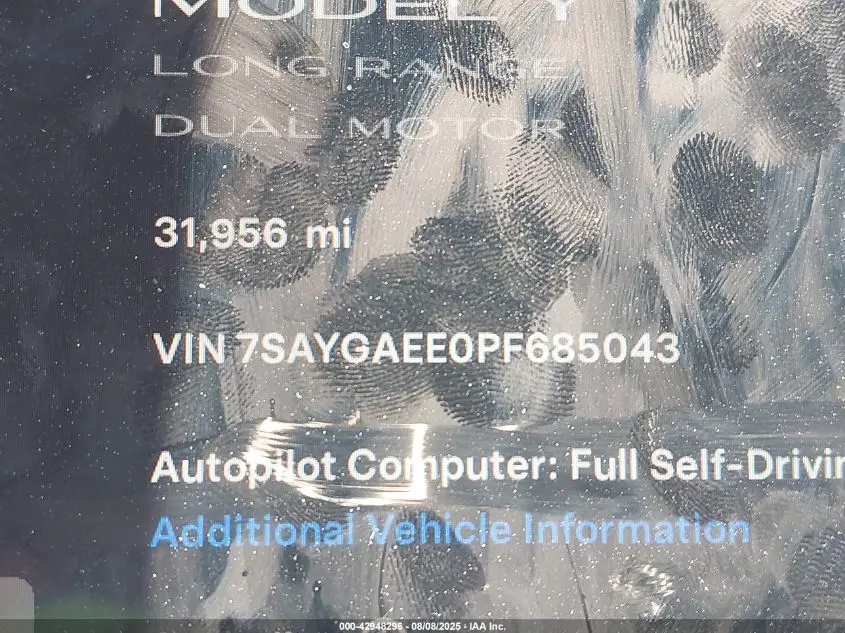 MODEL Y
LONG RANGE
DUAL MOTOR
31,956 mi
VIN 7SAYGAEE0PF685043
Autopilot Computer: Full Self-Drivin
Additional Vehicle Information
000-42948296 - 08/08/2025 - IAA Inc.